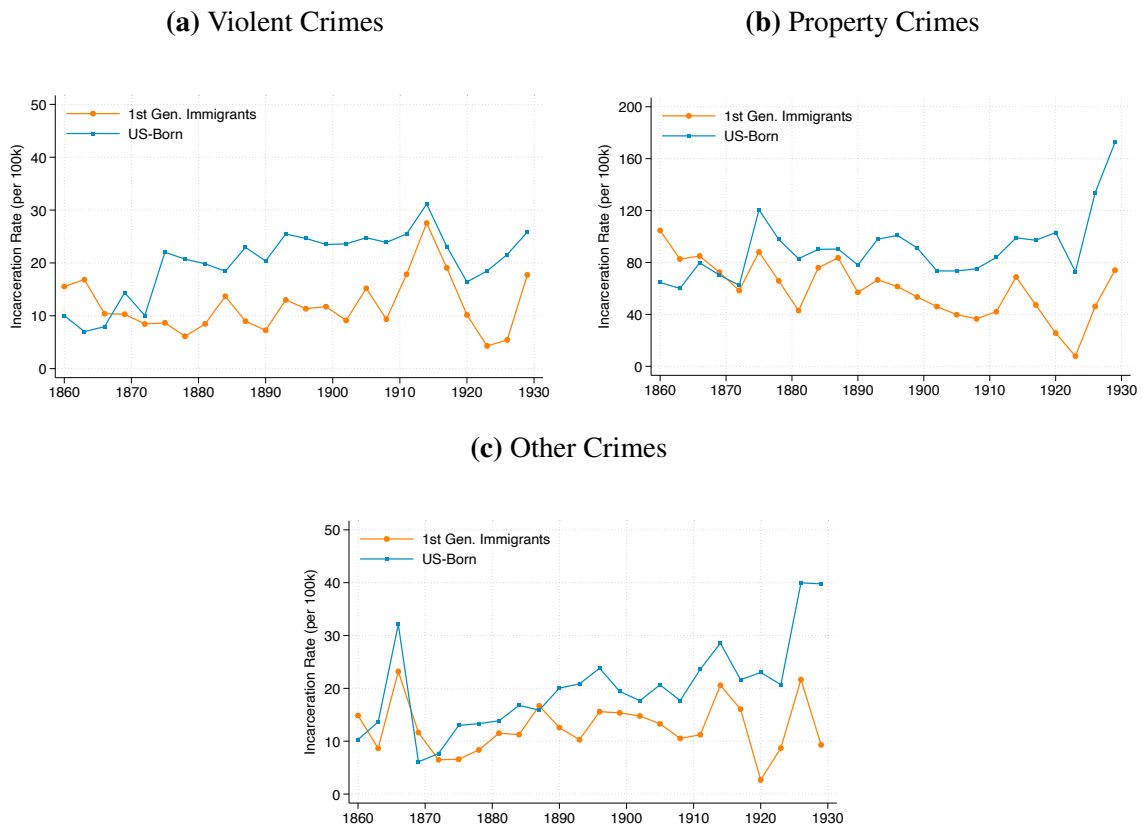 (a) Violent Crimes
50
40
30
20
10
0
Incarceration Rate (per 100k)
1st Gen. Immigrants
US-Born
1860 1870 1880 1890 1900 1910 1920 1930
(b) Property Crimes
200
160
120
80
40
0
Incarceration Rate (per 100k)
1st Gen. Immigrants
US-Born
1860 1870 1880 1890 1900 1910 1920 1930
(c) Other Crimes
50
40
30
20
10
0
Incarceration Rate (per 100k)
1st Gen. Immigrants
US-Born
1860 1870 1880 1890 1900 1910 1920 1930